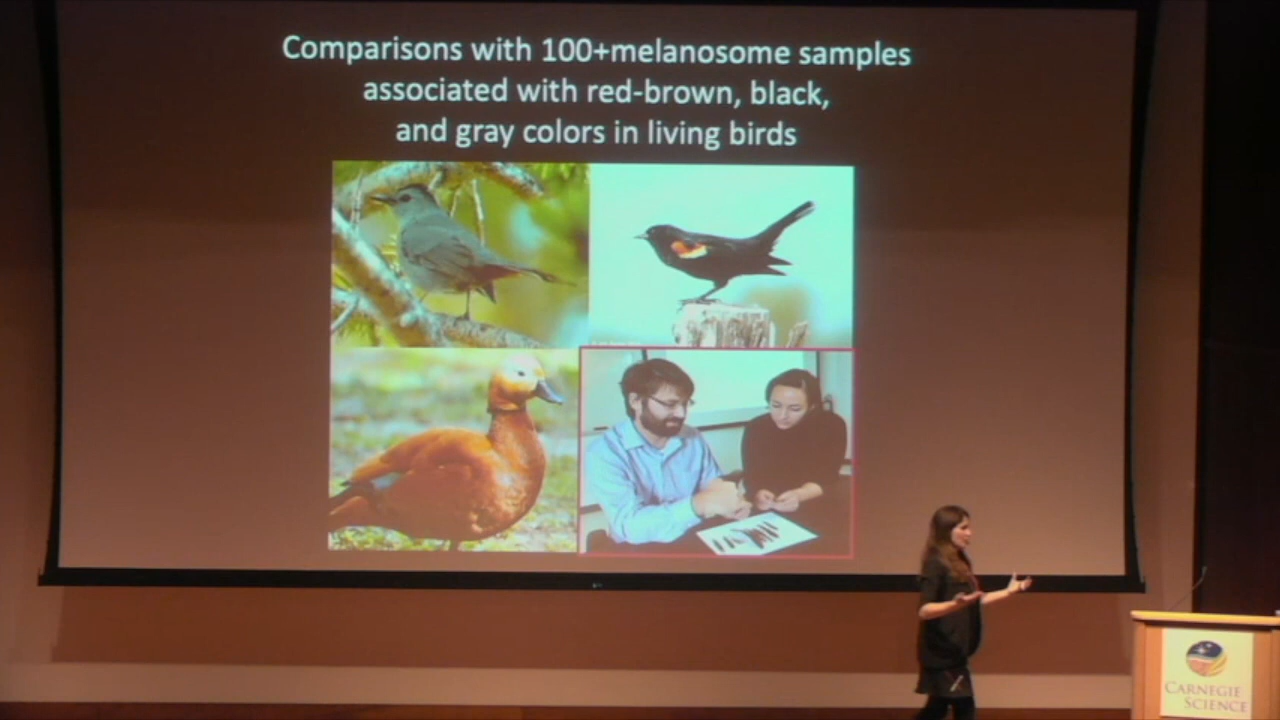 Comparisons with 100+melanosome samples
associated with red-brown, black,
and gray colors in living birds
CARNEGIE
SCIENCE